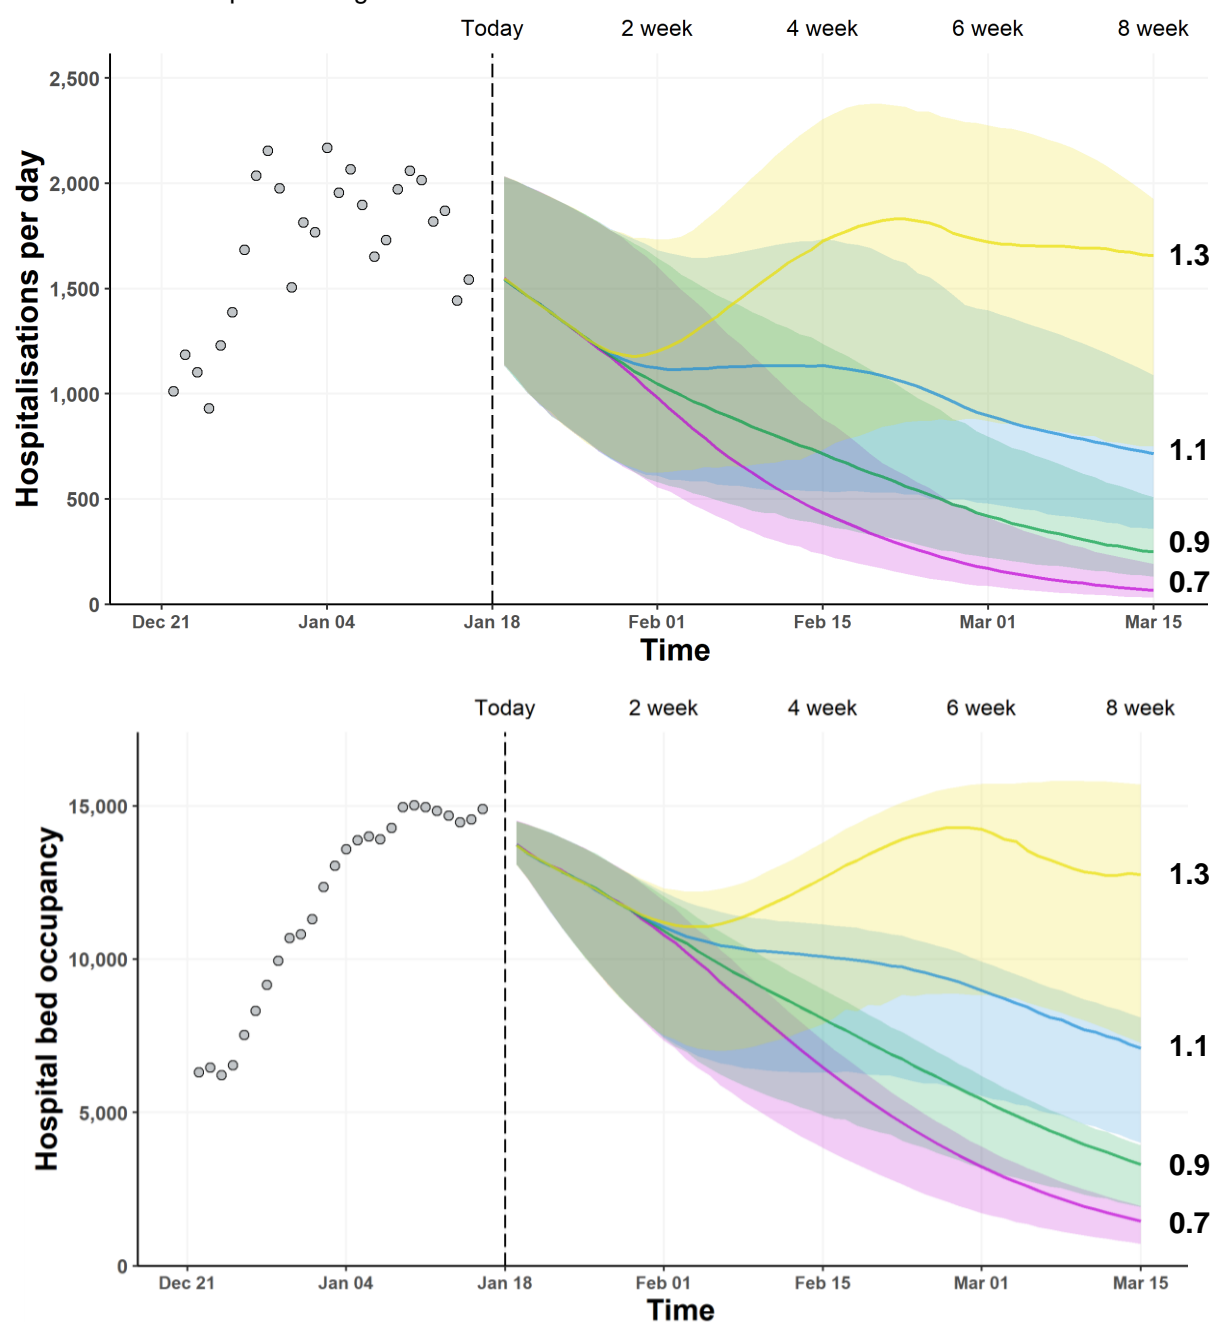 Today 2 week 4 week 6 week 8 week
2,500
2,000
1,500
1,000
500
0
Hospitalisations per day
1.3
1.1
0.9
0.7
Dec 21 Jan 04 Jan 18 Feb 01 Feb 15 Mar 01 Mar 15
Time
Today 2 week 4 week 6 week 8 week
15,000
10,000
5,000
0
Hospital bed occupancy
1.3
1.1
0.9
0.7
Dec 21 Jan 04 Jan 18 Feb 01 Feb 15 Mar 01 Mar 15
Time